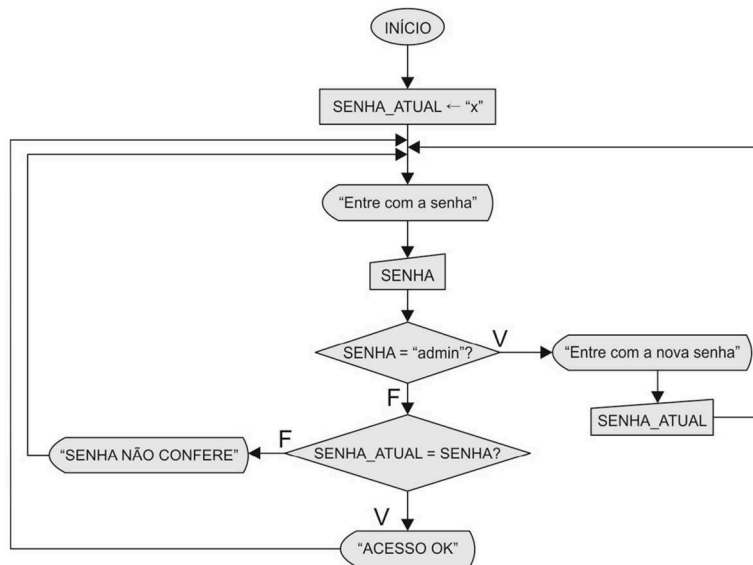 INÍCIO
SENHA_ATUAL ← “x”
“Entre com a senha”
SENHA
SENHA = “admin”?
V
“Entre com a nova senha”
F
SENHA_ATUAL
F
“SENHA NÃO CONFERE”
SENHA_ATUAL = SENHA?
V
“ACESSO OK”